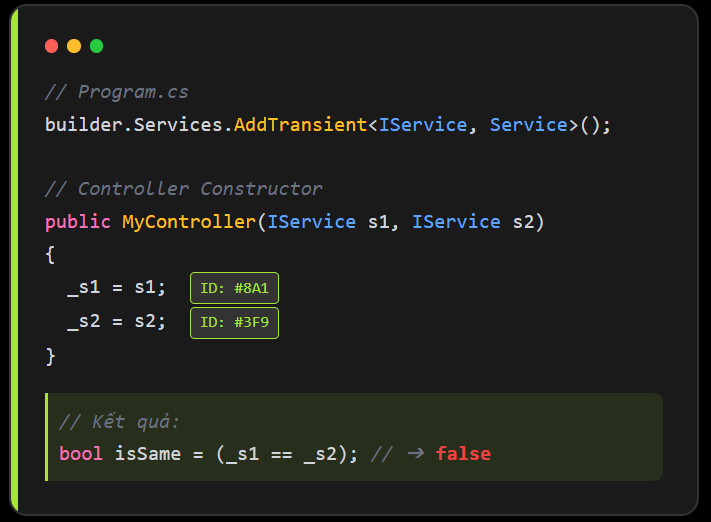 // Program.cs
builder.Services.AddTransient<IService, Service>();
// Controller Constructor
public MyController(IService s1, IService s2)
{
_s1 = s1; ID: #8A1
_s2 = s2; ID: #3F9
}
// Kết quả:
bool isSame = (_s1 == _s2); // → false